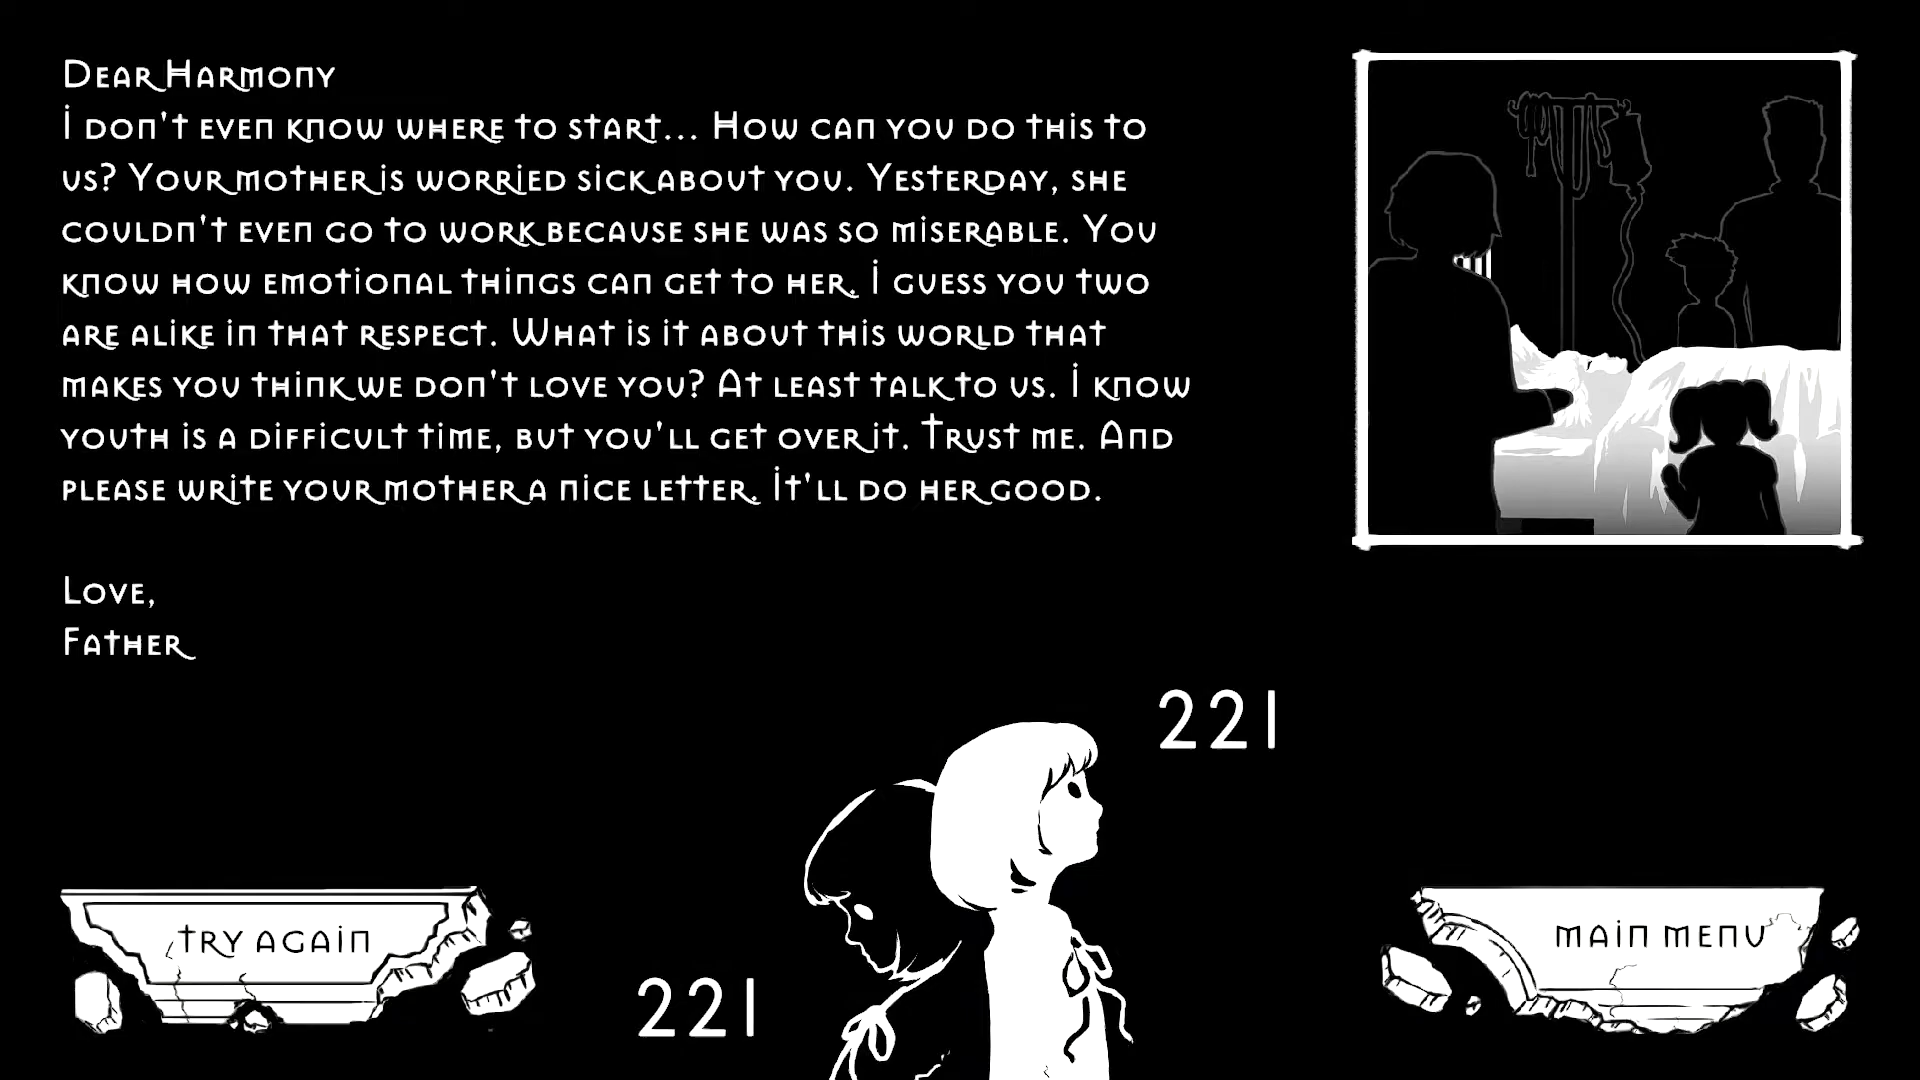 Dear Harmony
I don't even know where to start... How can you do this to
us? Your mother is worried sick about you. Yesterday, she
couldn't even go to work because she was so miserable. You
know how emotional things can get to her. I guess you two
are alike in that respect. What is it about this world that
makes you think we don't love you? At least talk to us. I know
youth is a difficult time, but you'll get over it. Trust me. And
please write your mother a nice letter. It'll do her good.
Love,
Father
221
221
try again
main menu